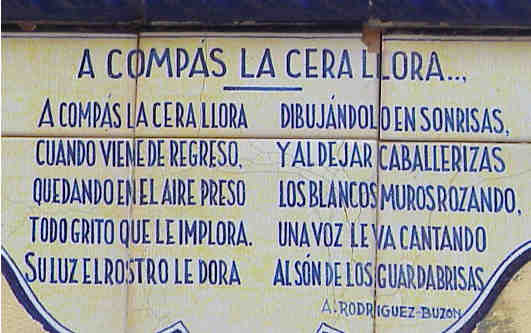 A COMPÁS LA CERA LLORA...,
A COMPÁS LA CERA LLORA
CUANDO VIENE DE REGRESO,
QUEDANDO EN EL AIRE PRESO
TODO GRITO QUE LE IMPLORA.
SU LUZ EL ROSTRO LE DORA
DIBUJÁNDOLO EN SONRISAS,
Y AL DEJAR CABALLERIZAS
LOS BLANCOS MUROS ROZANDO,
UNA VOZ LE VA CANTANDO
AL SÓN DE LOS GUARDABRISAS
A. RODRIGUEZ-BUZON